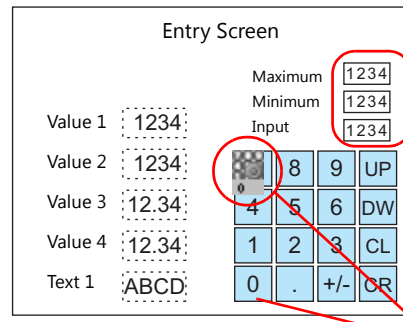 Entry Screen
Maximum 1234
Minimum 1234
Input 1234
Value 1 1234
Value 2 1234 8 9 UP
0
Value 3 12.34 4 5 6 DW
Value 4 12.34 1 2 3 CL
Text 1 ABCD 0 . +/- CR